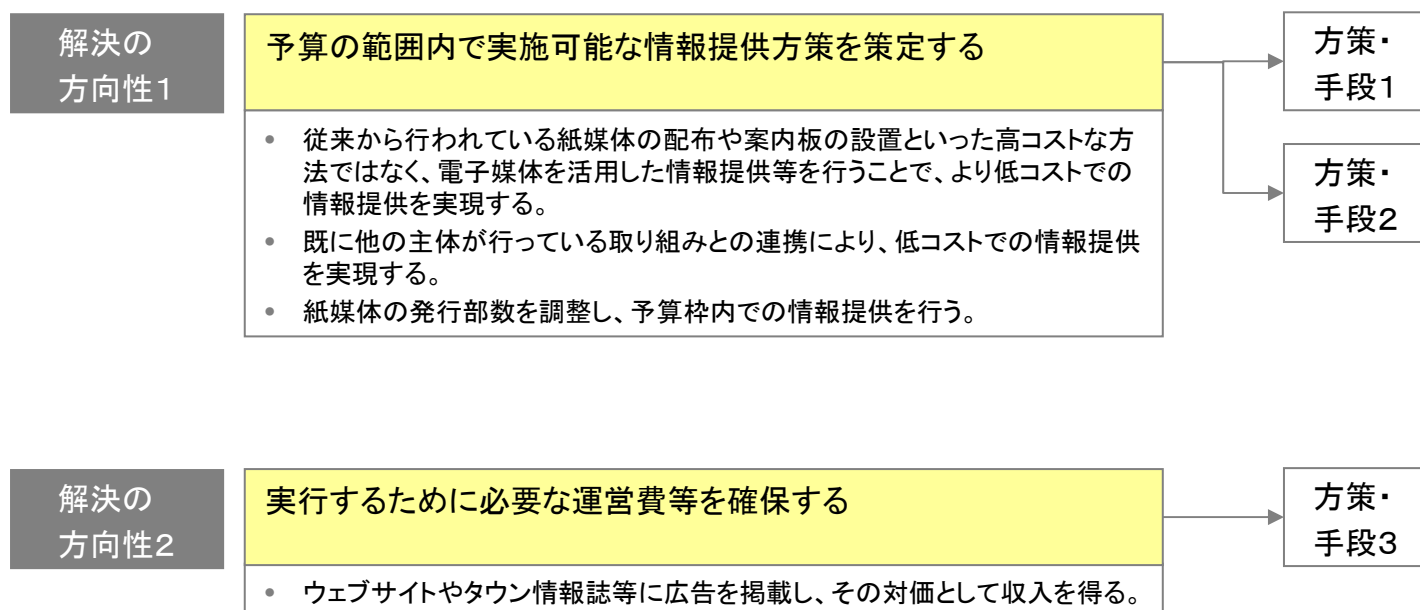 解決の
方向性1
予算の範囲内で実施可能な情報提供方策を策定する
方策・
手段1
• 従来から行われている紙媒体の配布や案内板の設置といった高コストな方
法ではなく、電子媒体を活用した情報提供等を行うことで、より低コストでの
情報提供を実現する。
• 既に他の主体が行っている取り組みとの連携により、低コストでの情報提供
を実現する。
• 紙媒体の発行部数を調整し、予算枠内での情報提供を行う。
方策・
手段2
解決の
方向性2
実行するために必要な運営費等を確保する
方策・
手段3
• ウェブサイトやタウン情報誌等に広告を掲載し、その対価として収入を得る。